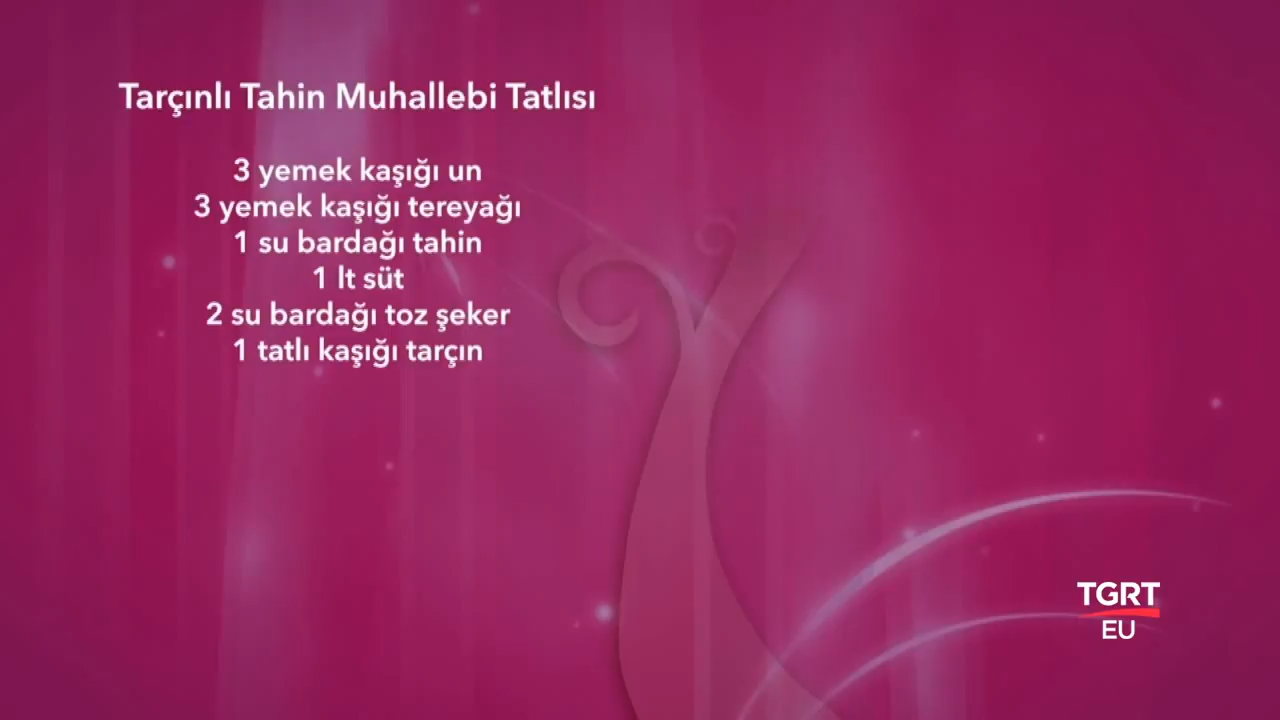 Tarçınlı Tahin Muhallebi Tatlısı
3 yemek kaşığı un
3 yemek kaşığı tereyağı
1 su bardağı tahin
1 lt süt
2 su bardağı toz şeker
1 tatlı kaşığı tarçın
TGRT
EU